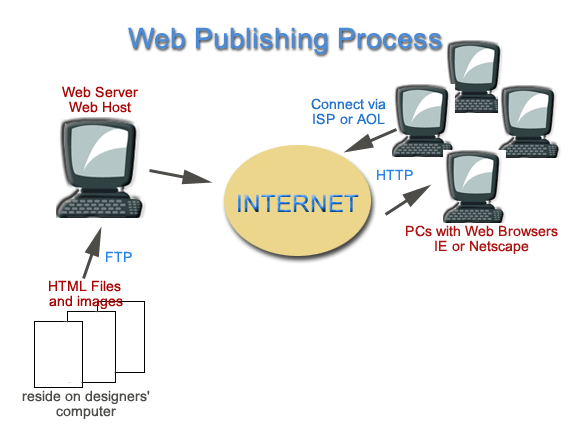 Web Publishing Process
Web Server
Web Host
Connect via
ISP or AOL
INTERNET
HTTP
PCs with Web Browsers
IE or Netscape
FTP
HTML Files
and images
reside on designers'
computer